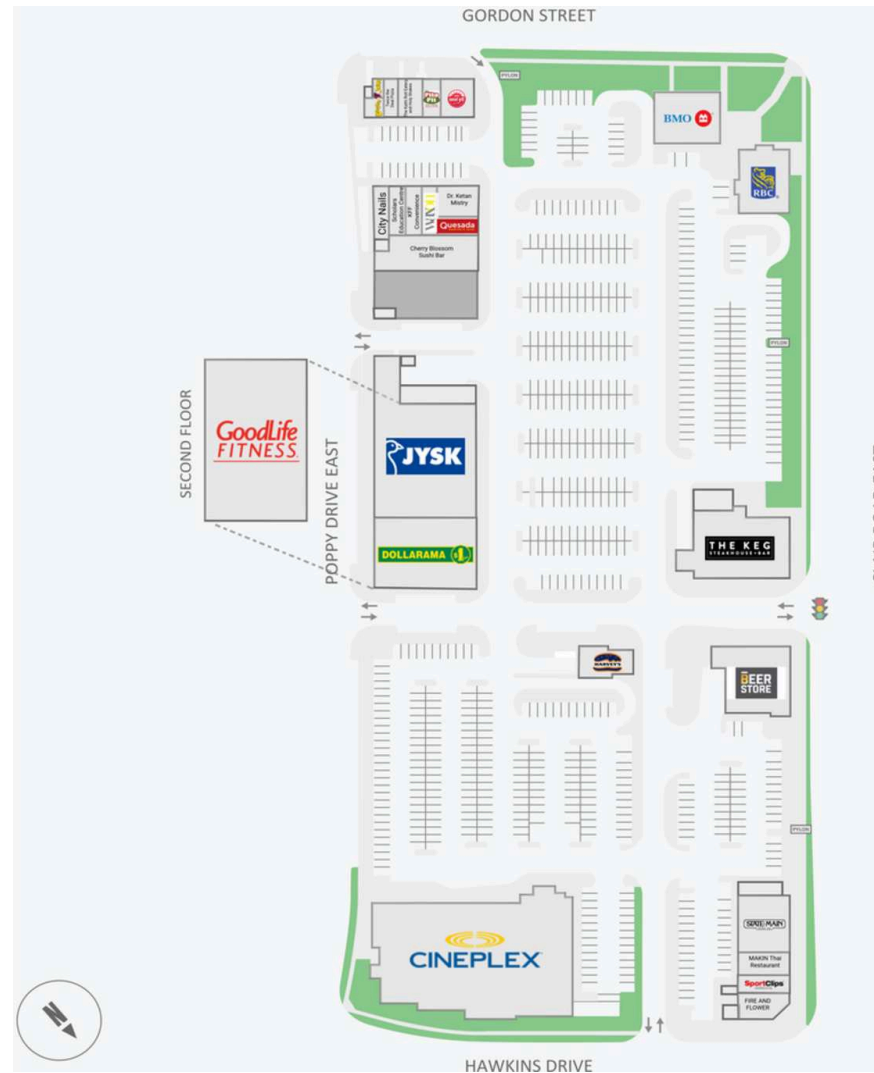 GORDON STREET
PYLON
BMO
RBC
City Nails
Scholars
Education Centre
KFF
Convenience
Dr. Ketan
Mistry
Quesada
Cherry Blossom
Sushi Bar
PYLON
SECOND FLOOR
GoodLife
FITNESS
POPPY DRIVE EAST
JYSK
DOLLARAMA
THE KEG
STEAKHOUSE + BAR
HARVEY'S
BEER
STORE
PYLON
CINEPLEX
STATE & MAIN
MAKIN Thai
Restaurant
SportClips
FIRE AND
FLOWER
N
HAWKINS DRIVE